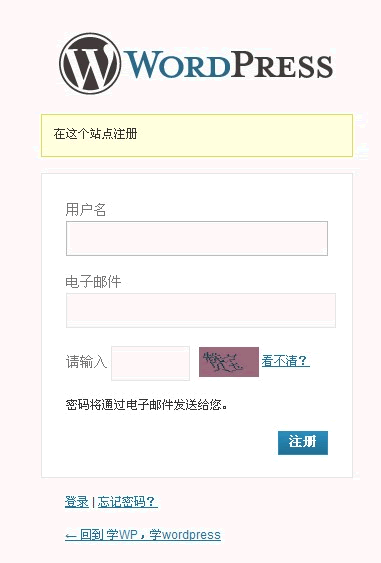 WORDPRESS
在这个站点注册
用户名
电子邮件
请输入 看不清？
密码将通过电子邮件发送给您。
注册
登录 | 忘记密码？
← 回到 学WP，学wordpress